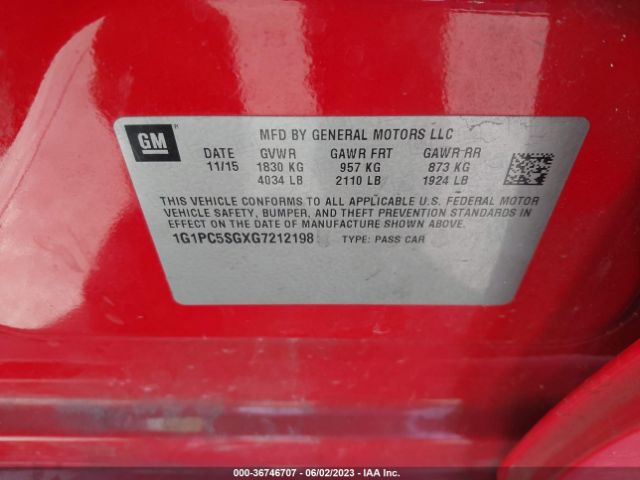 GM
MFD BY GENERAL MOTORS LLC
DATE GVWR GAWR FRT GAWR RR
11/15 1830 KG 957 KG 873 KG
4034 LB 2110 LB 1924 LB
THIS VEHICLE CONFORMS TO ALL APPLICABLE U.S. FEDERAL MOTOR
VEHICLE SAFETY, BUMPER, AND THEFT PREVENTION STANDARDS IN
EFFECT ON THE DATE OF MANUFACTURE SHOWN ABOVE.
1G1PC5SGXG7212198 TYPE: PASS CAR
000-36746707 - 06/02/2023 - IAA Inc.